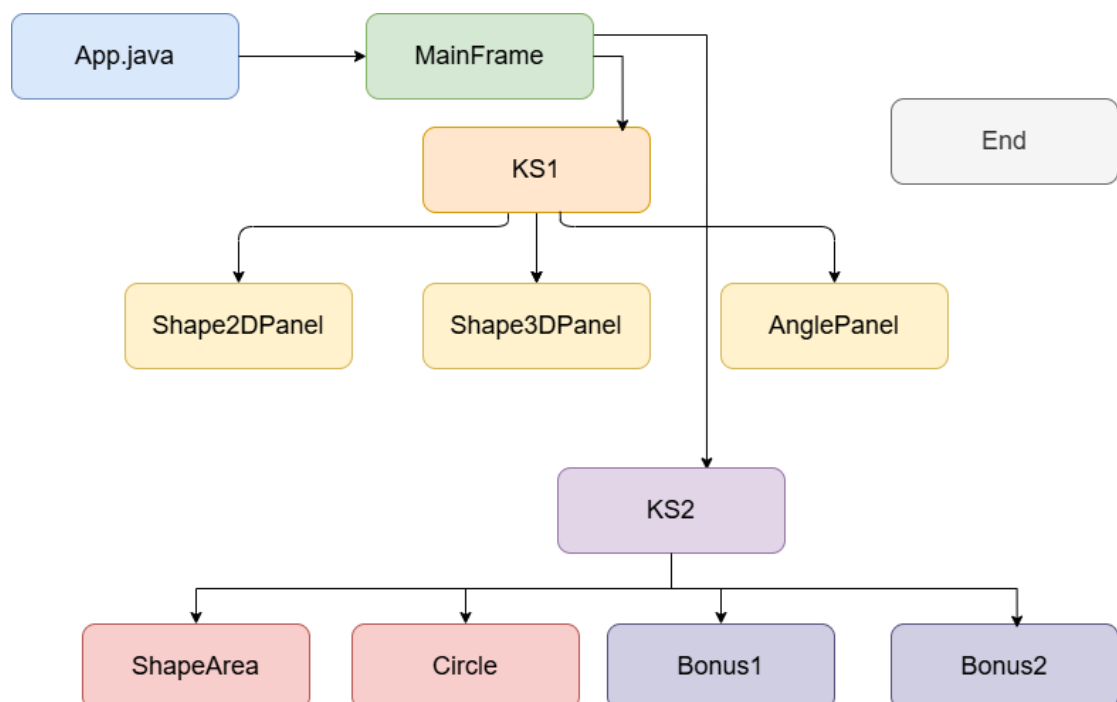 App.java
MainFrame
End
KS1
Shape2DPanel
Shape3DPanel
AnglePanel
KS2
ShapeArea
Circle
Bonus1
Bonus2